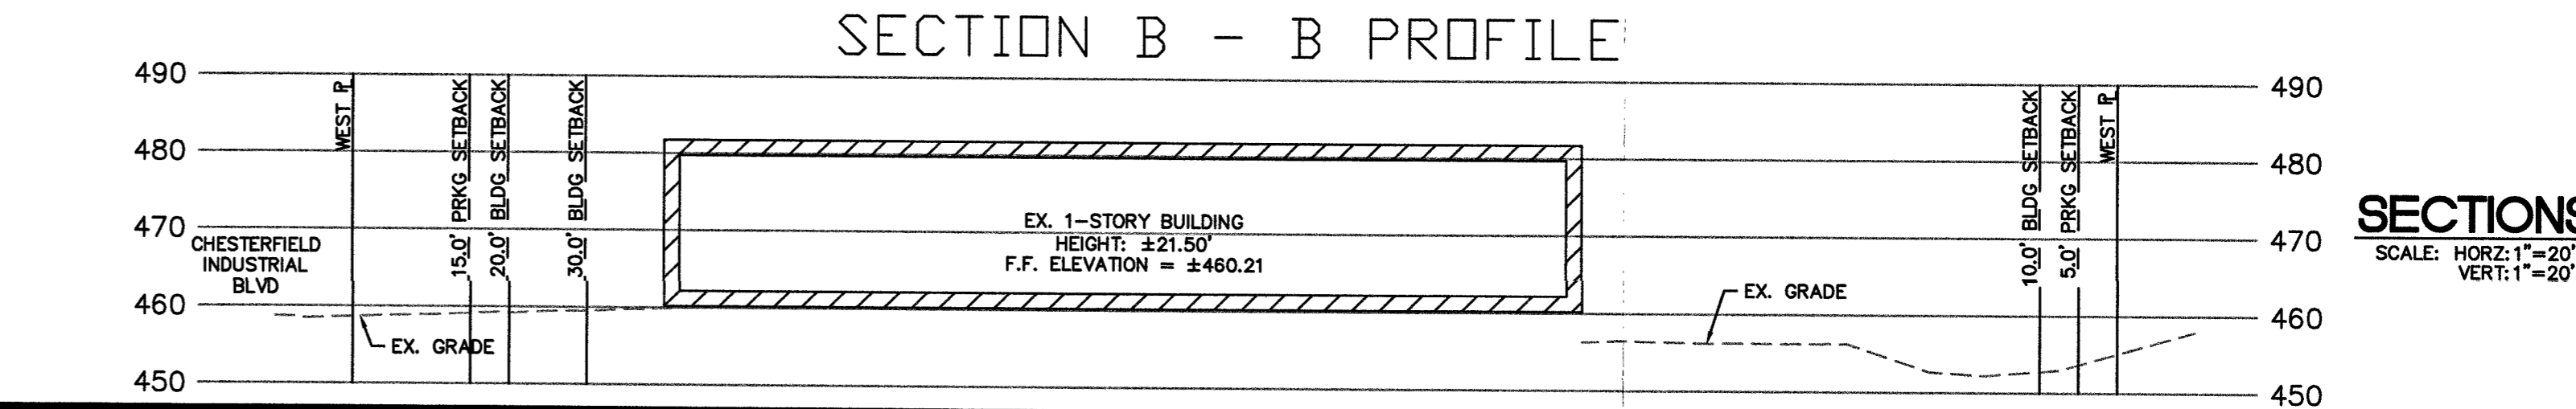 SECTION B - B PROFILE
490
480
470
460
450
CHESTERFIELD
INDUSTRIAL
BLVD
WEST PL
15.0' PRKG SETBACK
20.0' BLDG SETBACK
30.0' BLDG SETBACK
EX. GRADE
EX. 1-STORY BUILDING
HEIGHT: ±21.50'
F.F. ELEVATION = ±460.21
EX. GRADE
10.0' BLDG SETBACK
5.0' PRKG SETBACK
WEST PL
490
480
470
460
450
SECTIONS
SCALE: HORZ: 1"=20'
VERT: 1"=20'